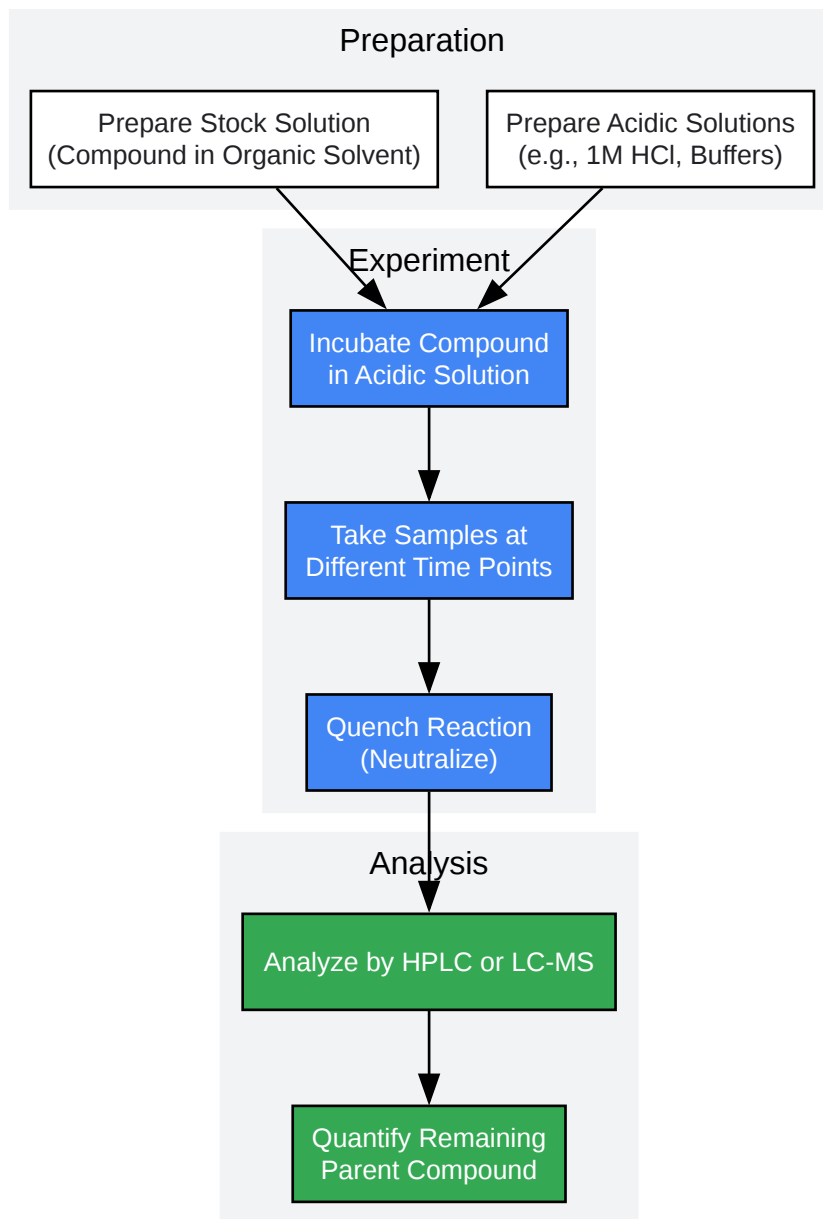 Preparation
Prepare Stock Solution
(Compound in Organic Solvent)
Prepare Acidic Solutions
(e.g., 1M HCl, Buffers)
Experiment
Incubate Compound
in Acidic Solution
Take Samples at
Different Time Points
Quench Reaction
(Neutralize)
Analysis
Analyze by HPLC or LC-MS
Quantify Remaining
Parent Compound